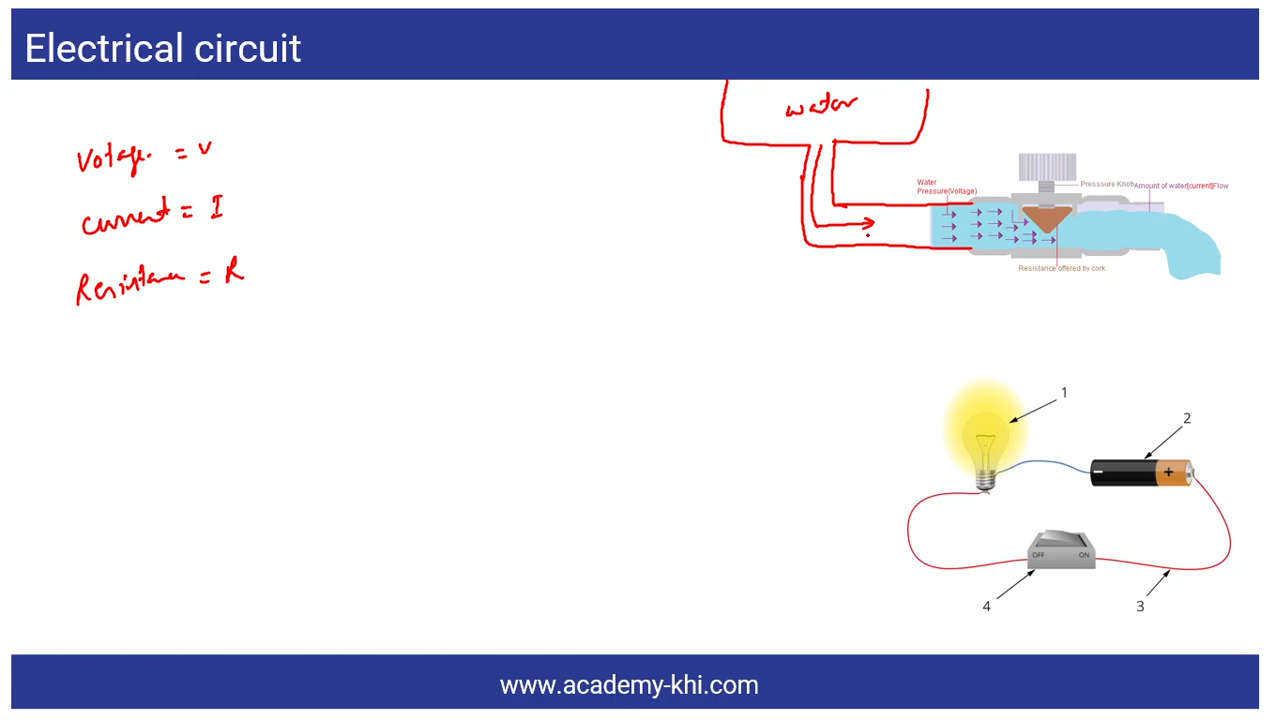 Electrical circuit
water
Votage. = V
Current = I
Resistance = R
Water
Pressure(Voltage)
Presssure Knob
Amount of water[current]Flow
Resistance offered by cork
1
2
+
OFF ON
4
3
www.academy-khi.com